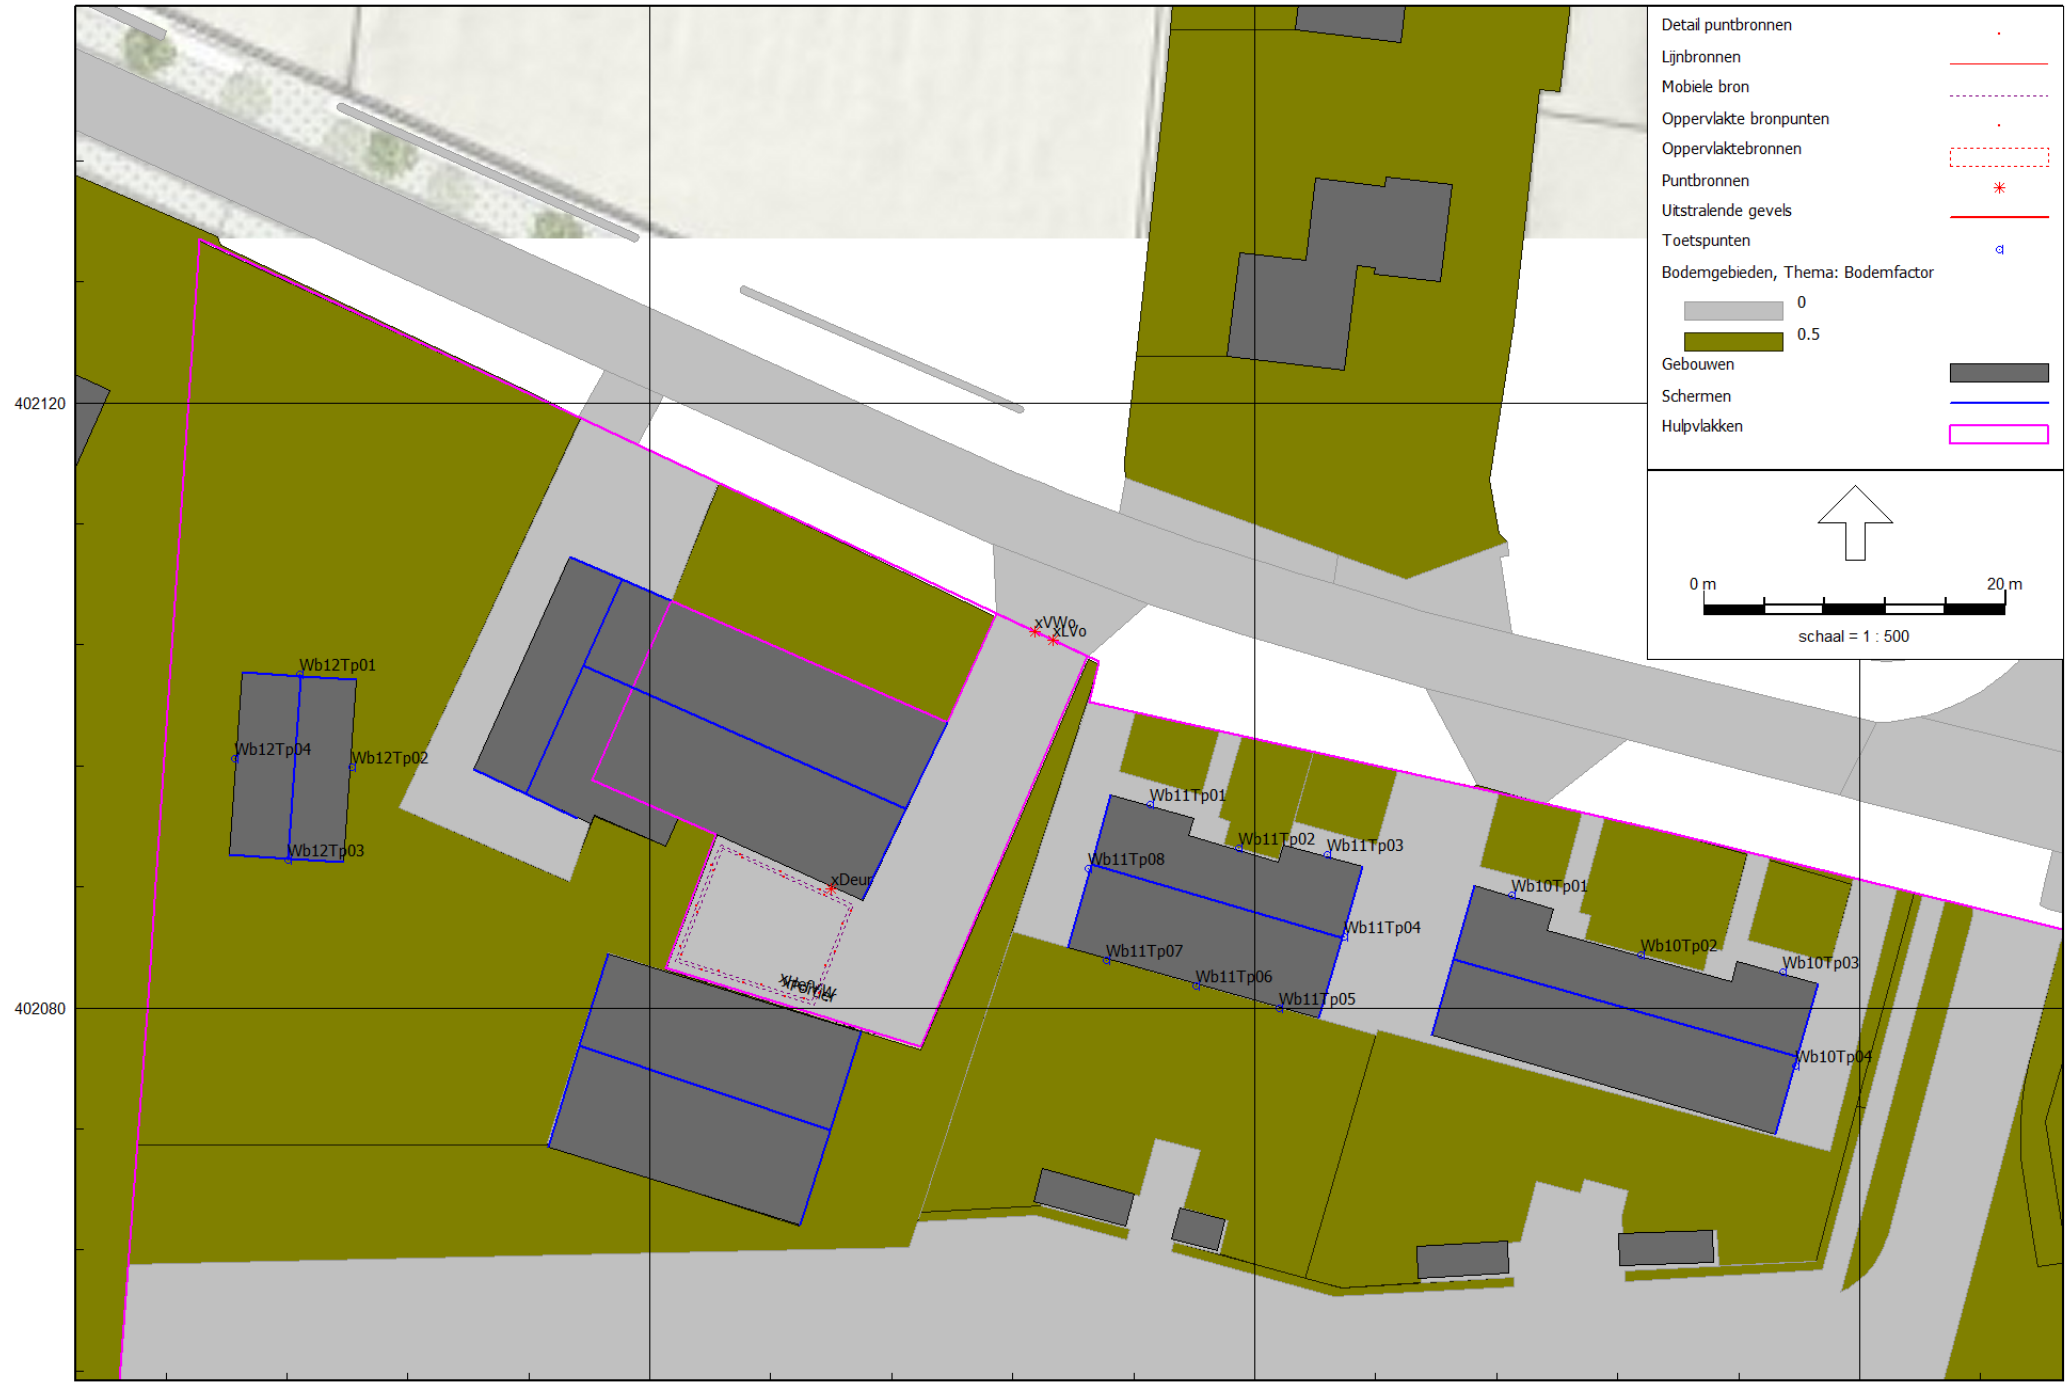 Detail puntbronnen
Lijnbronnen
Mobiele bron
Oppervlakte bronpunten
Oppervlaktebronnen
Puntbronnen
Uitstralende gevels
Toetspunten
Bodemgebieden, Thema: Bodemfactor
0
0.5
Gebouwen
Schermen
Hulpvlakken
0 m 20 m
schaal = 1 : 500
402120
402080
xVWo
xLVo
Wb12Tp01
Wb12Tp04
Wb12Tp02
Wb12Tp03
xDeur
Wb11Tp01
Wb11Tp02
Wb11Tp03
Wb11Tp08
Wb11Tp04
Wb11Tp07
Wb11Tp06
Wb11Tp05
Wb10Tp01
Wb10Tp02
Wb10Tp03
Wb10Tp04